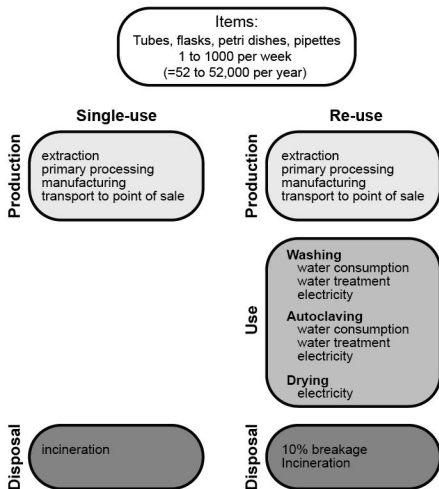 Items:
Tubes, flasks, petri dishes, pipettes
1 to 1000 per week
(=52 to 52,000 per year)
Single-use
Production
extraction
primary processing
manufacturing
transport to point of sale
Disposal
incineration
Re-use
Production
extraction
primary processing
manufacturing
transport to point of sale
Use
Washing
water consumption
water treatment
electricity
Autoclaving
water consumption
water treatment
electricity
Drying
electricity
Disposal
10% breakage
Incineration